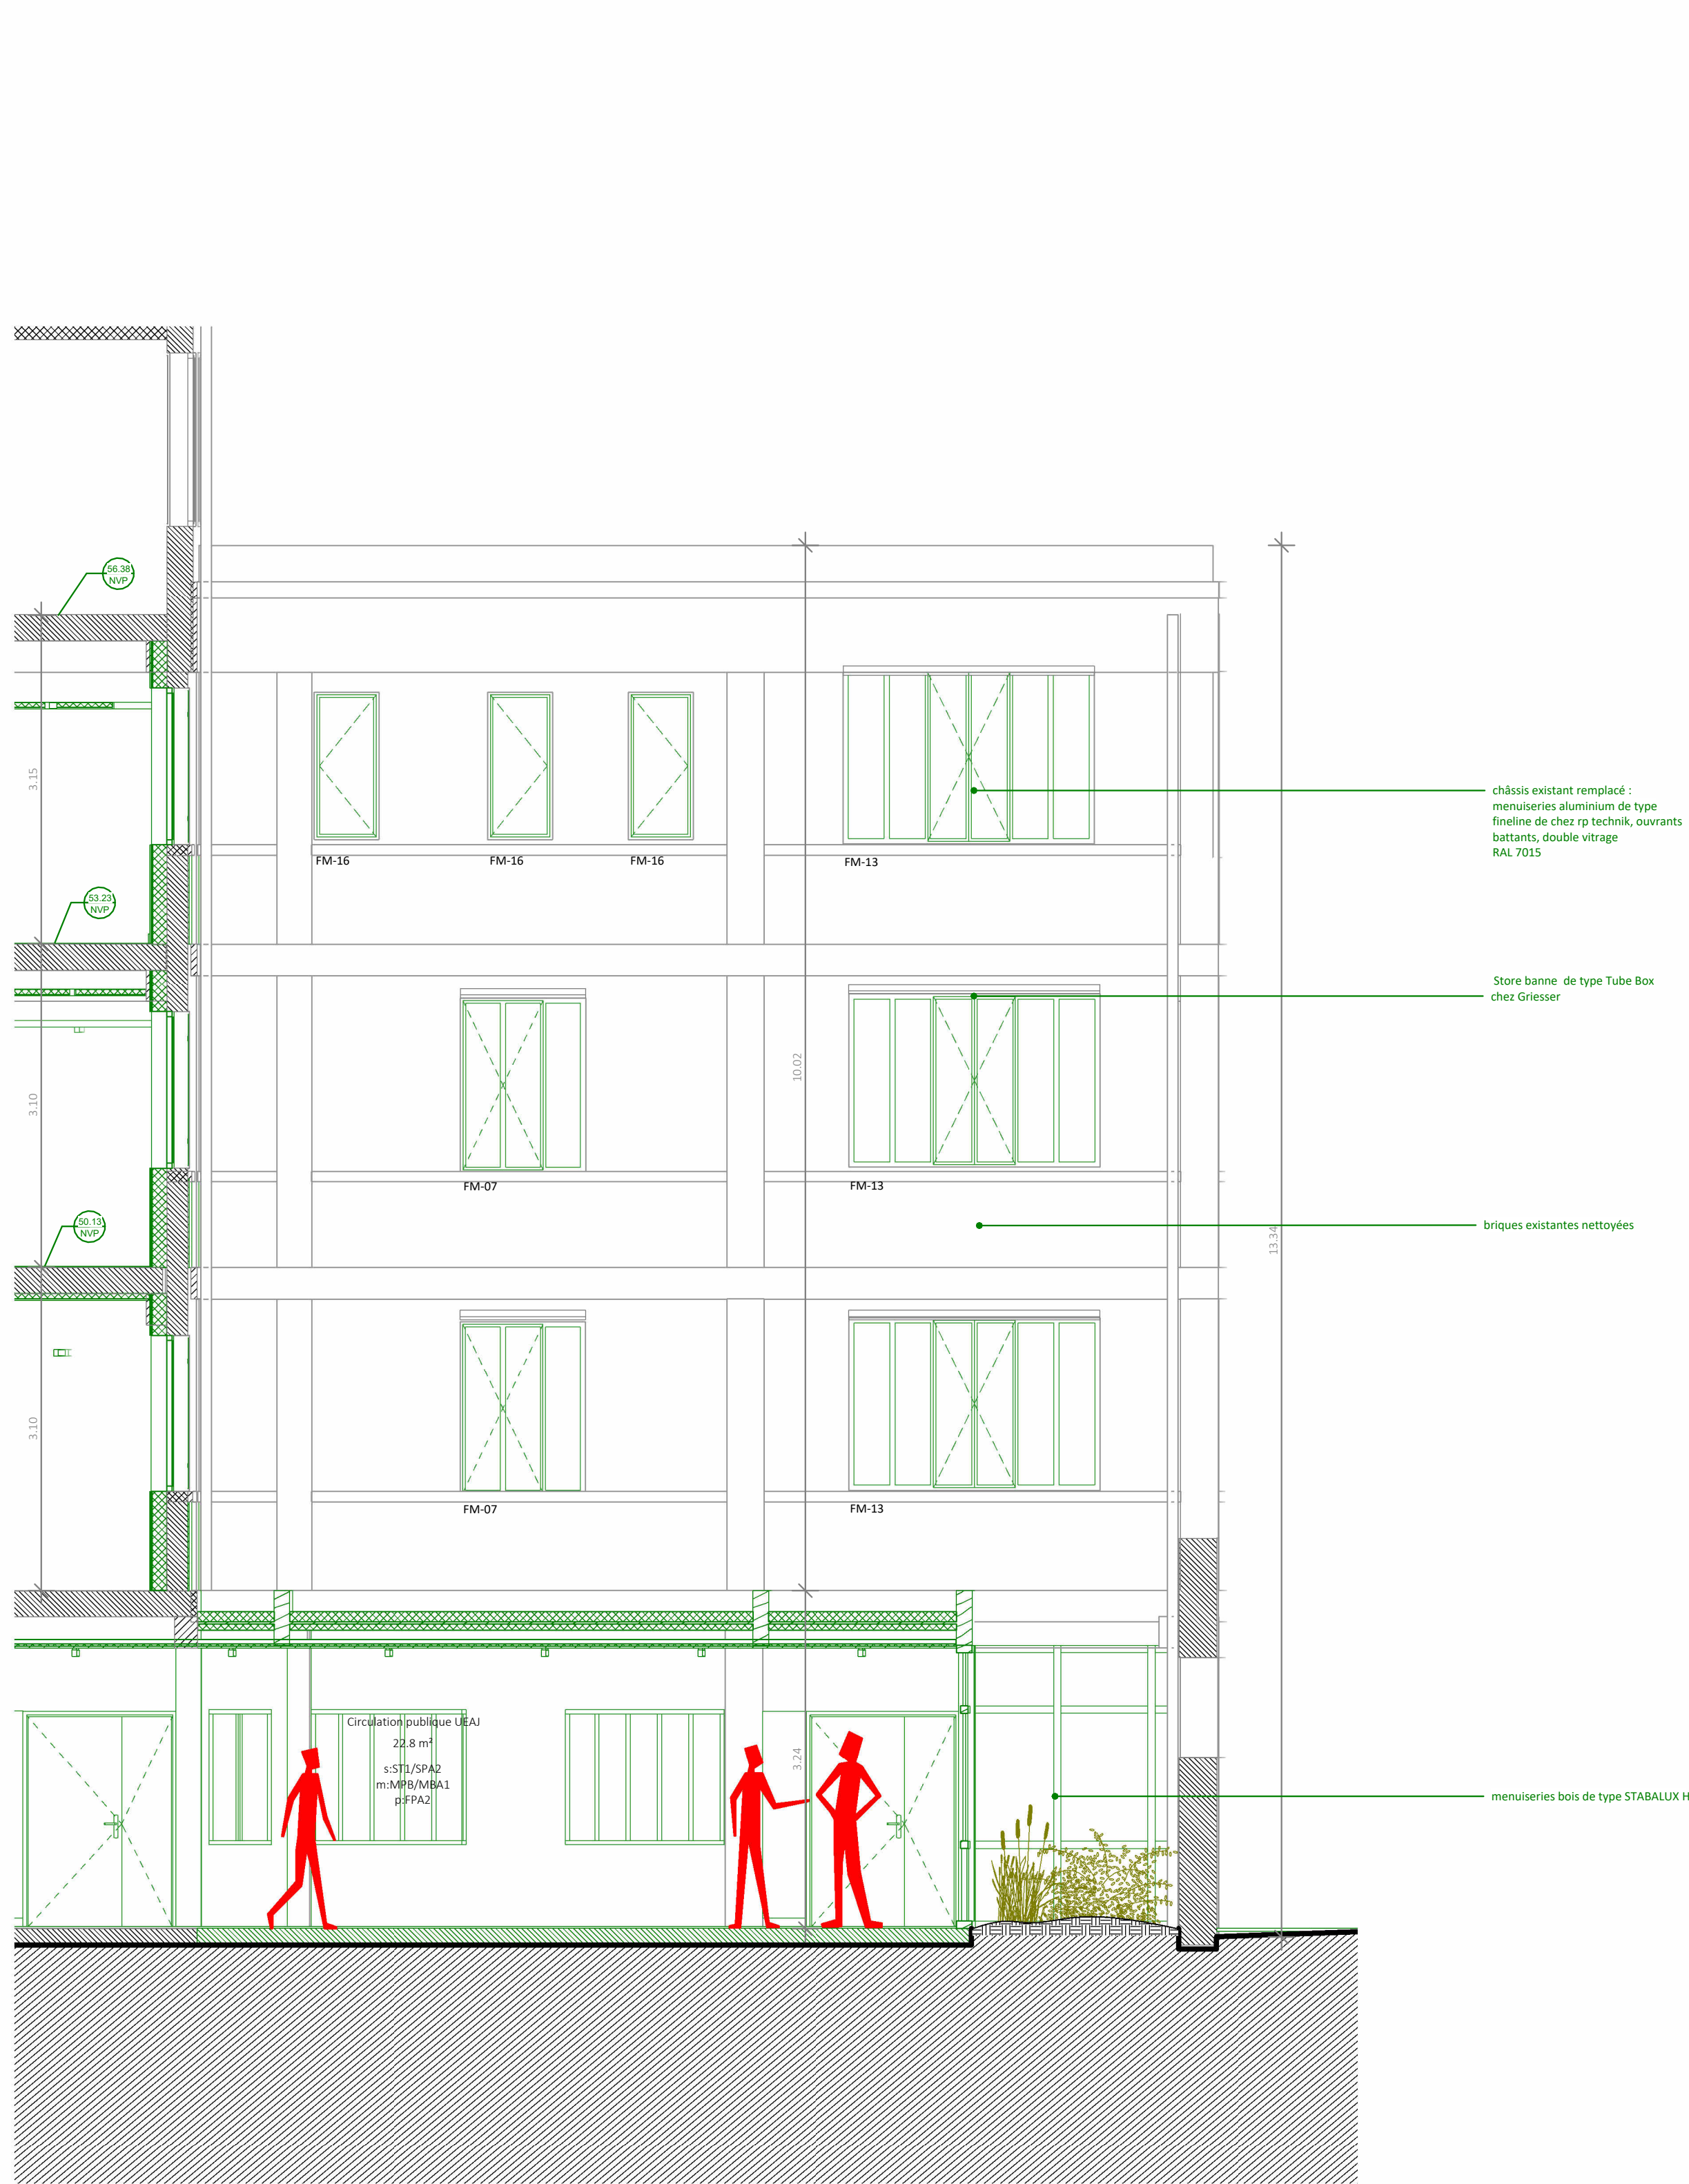 56.38
NVP
3.15
FM-16
FM-16
FM-16
FM-13
châssis existant remplacé :
menuiseries aluminium de type
fineline de chez rp technik, ouvrants
battants, double vitrage
RAL 7015
53.23
NVP
Store banne de type Tube Box
chez Griesser
10.02
3.10
FM-07
FM-13
50.13
NVP
briques existantes nettoyées
13.34
3.10
FM-07
FM-13
Circulation publique UEAJ
22.8 m²
s:ST1/SPA2
m:MPB/MBA1
p:FPA2
3.24
menuiseries bois de type STABALUX H